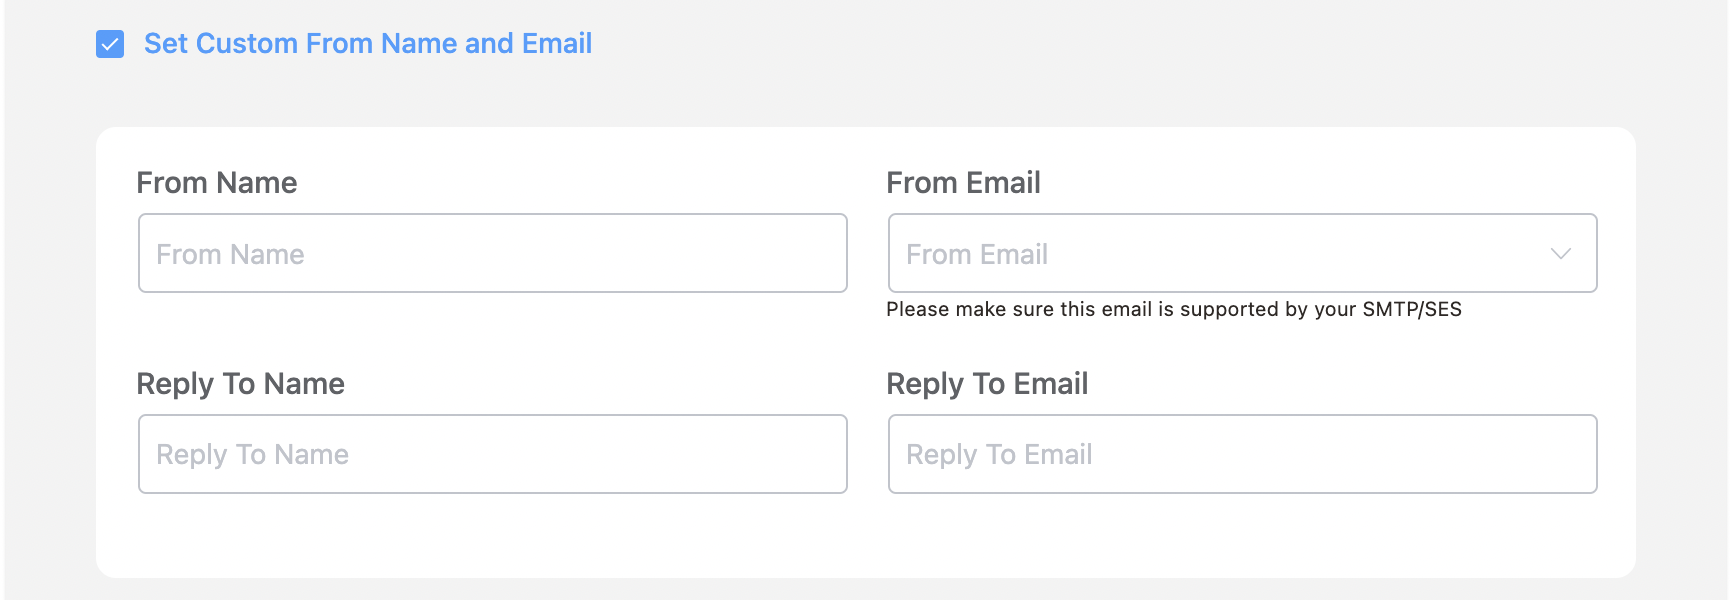 Set Custom From Name and Email
From Name
From Email
From Name
From Email
Please make sure this email is supported by your SMTP/SES
Reply To Name
Reply To Email
Reply To Name
Reply To Email